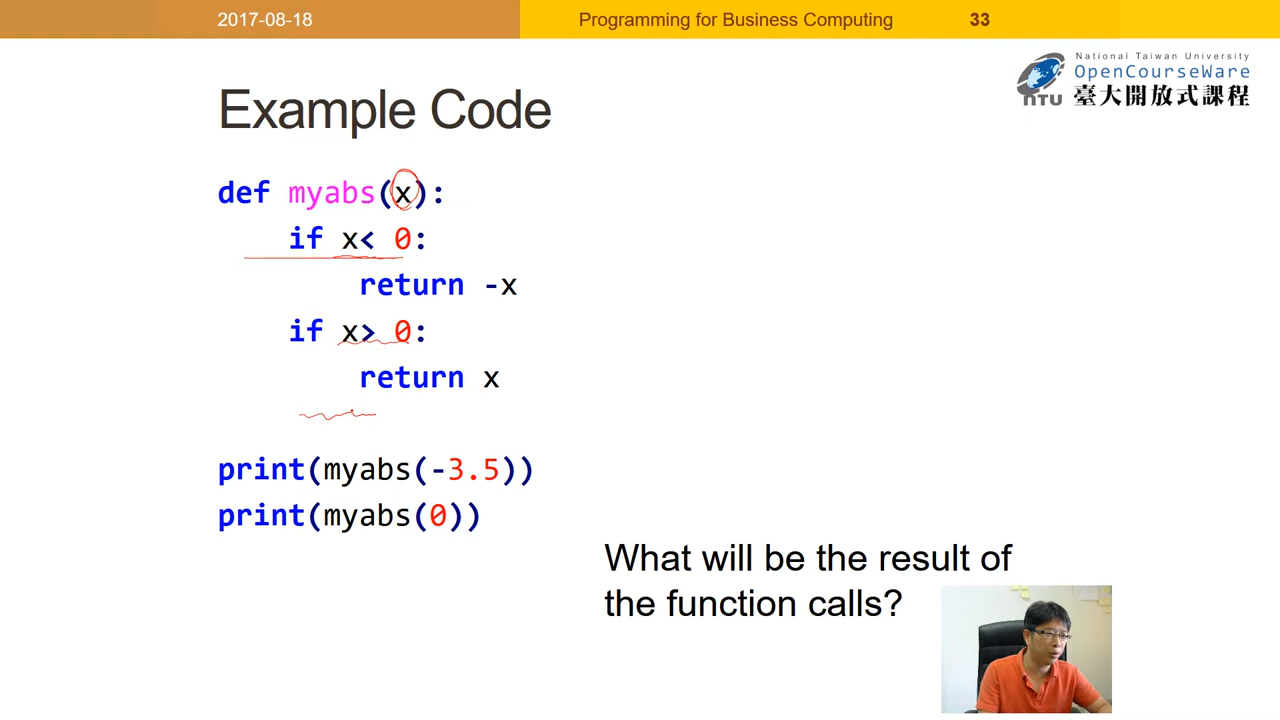 2017-08-18
Programming for Business Computing
33
National Taiwan University
OpenCourseWare
NTU
臺大開放式課程
Example Code
def myabs(x):
    if x< 0:
        return -x
    if x> 0:
        return x
print(myabs(-3.5))
print(myabs(0))
What will be the result of
the function calls?